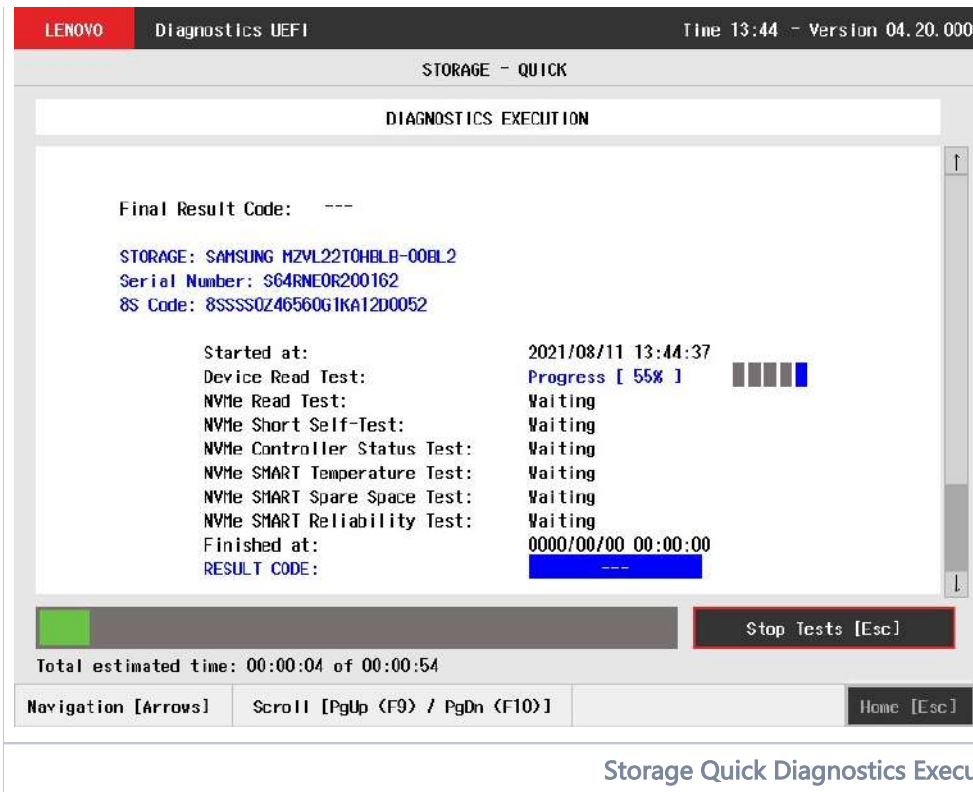 LENOVO Diagnostics UEFI Time 13:44 - Version 04.20.000
STORAGE - QUICK
DIAGNOSTICS EXECUTION
↑
Final Result Code: ---
STORAGE: SAMSUNG MZVL22T0HBLB-00BL2
Serial Number: S64RNE0R200162
8S Code: 8SSSS0Z46560G1KA12D0052
Started at: 2021/08/11 13:44:37
Device Read Test: Progress [ 55% ]
NVMe Read Test: Waiting
NVMe Short Self-Test: Waiting
NVMe Controller Status Test: Waiting
NVMe SMART Temperature Test: Waiting
NVMe SMART Spare Space Test: Waiting
NVMe SMART Reliability Test: Waiting
Finished at: 0000/00/00 00:00:00
RESULT CODE: ---
↓
Stop Tests [Esc]
Total estimated time: 00:00:04 of 00:00:54
Navigation [Arrows] Scroll [PgUp (F9) / PgDn (F10)] Home [Esc]
Storage Quick Diagnostics Execu